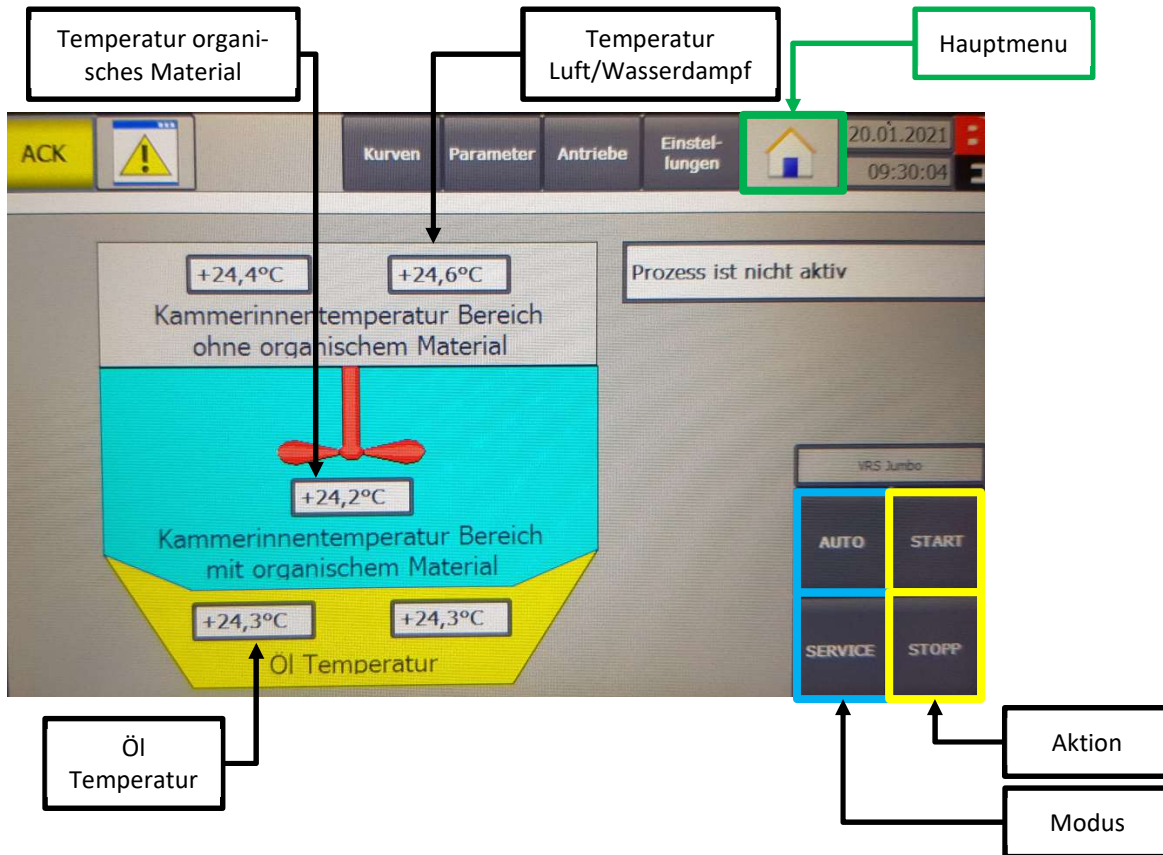 Temperatur organi-
sches Material
Temperatur
Luft/Wasserdampf
Hauptmenu
ACK
Kurven
Parameter
Antriebe
Einstel-
lungen
20.01.2021
09:30:04
+24,4°C
+24,6°C
Prozess ist nicht aktiv
Kammerinnentemperatur Bereich
ohne organischem Material
+24,2°C
Kammerinnentemperatur Bereich
mit organischem Material
VRS Jumbo
AUTO
START
+24,3°C
+24,3°C
Öl Temperatur
SERVICE
STOPP
Öl
Temperatur
Aktion
Modus